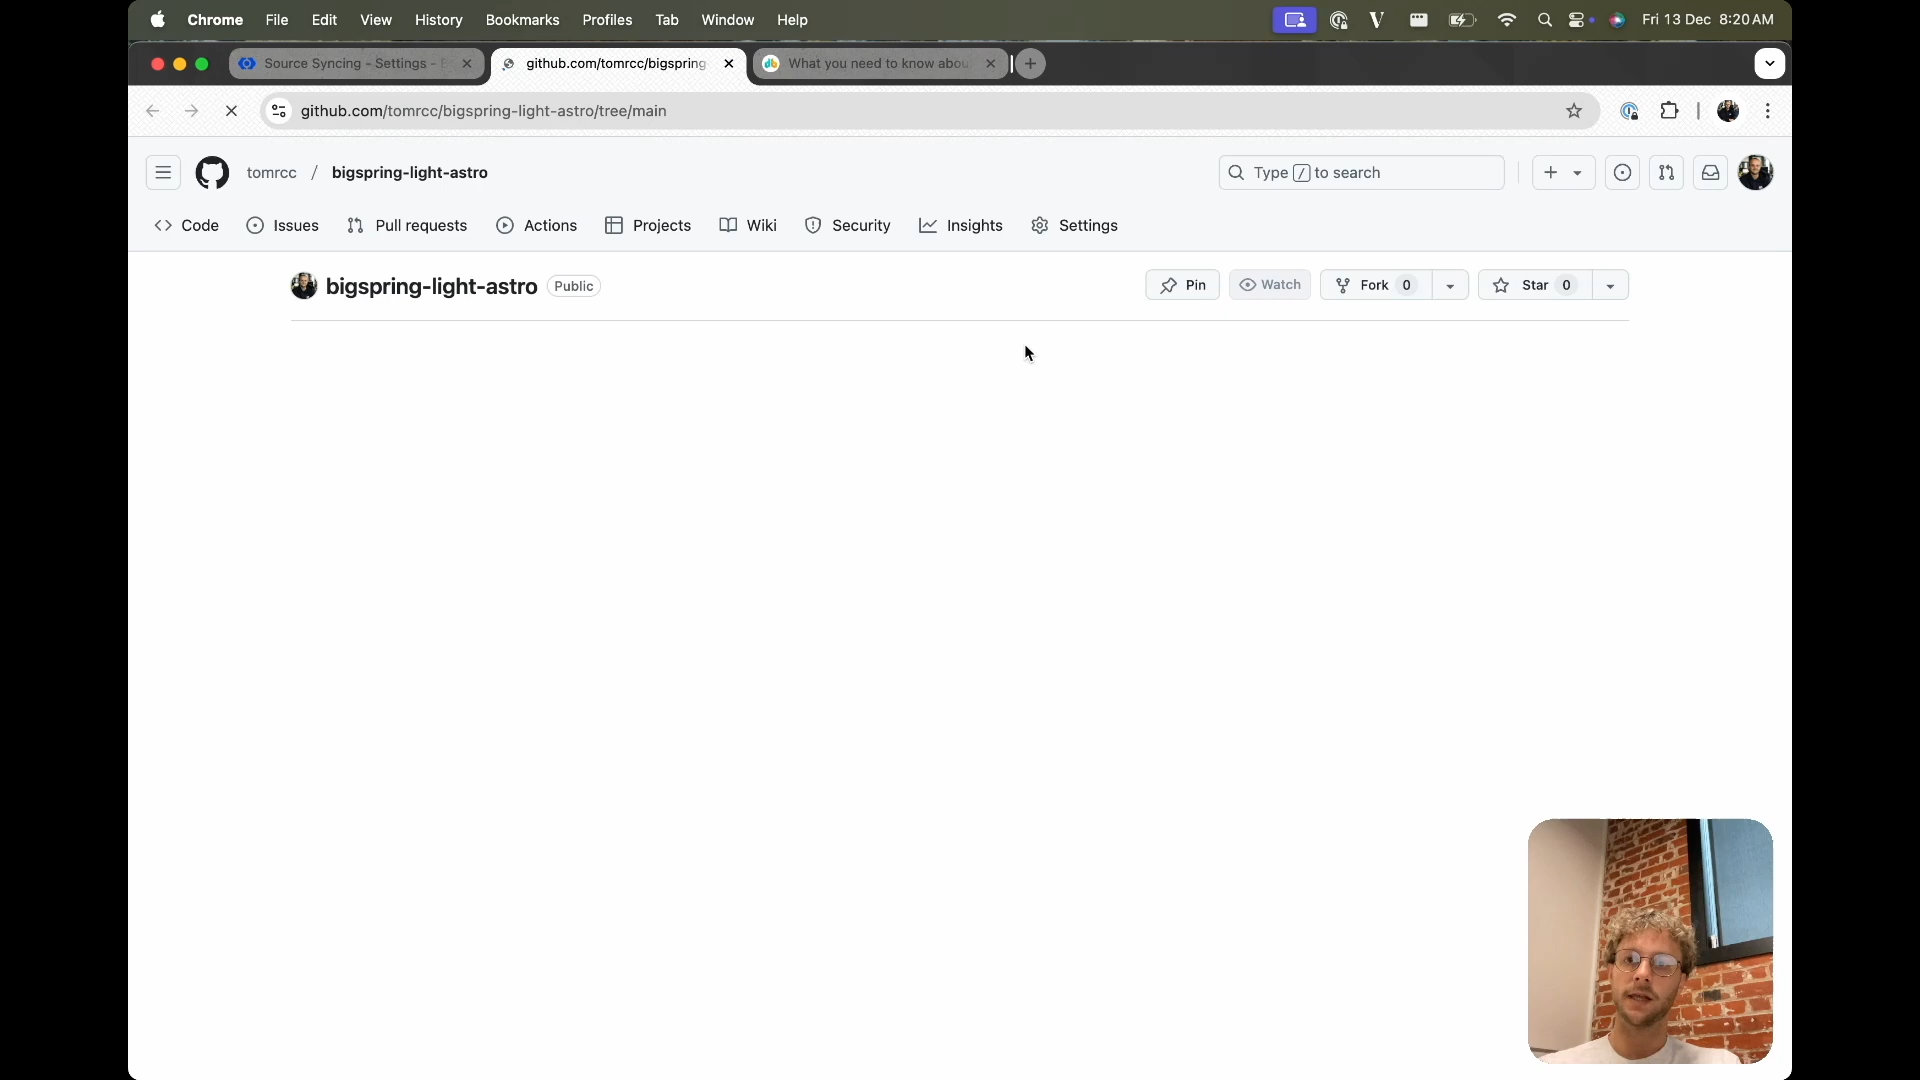 Chrome File Edit View History Bookmarks Profiles Tab Window Help Fri 13 Dec 8:20 AM
Source Syncing - Settings - github.com/tomrcc/bigspring What you need to know abou
github.com/tomrcc/bigspring-light-astro/tree/main
tomrcc / bigspring-light-astro Type / to search
Code Issues Pull requests Actions Projects Wiki Security Insights Settings
bigspring-light-astro Public Pin Watch Fork 0 Star 0